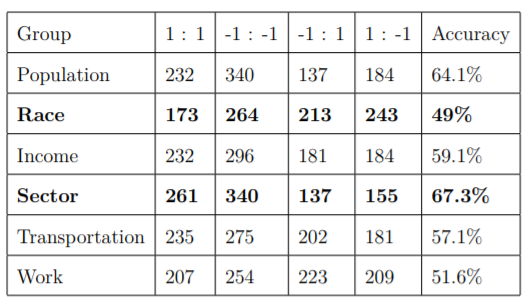 Group 1 : 1 -1 : -1 -1 : 1 1 : -1 Accuracy
Population 232 340 137 184 64.1%
Race 173 264 213 243 49%
Income 232 296 181 184 59.1%
Sector 261 340 137 155 67.3%
Transportation 235 275 202 181 57.1%
Work 207 254 223 209 51.6%